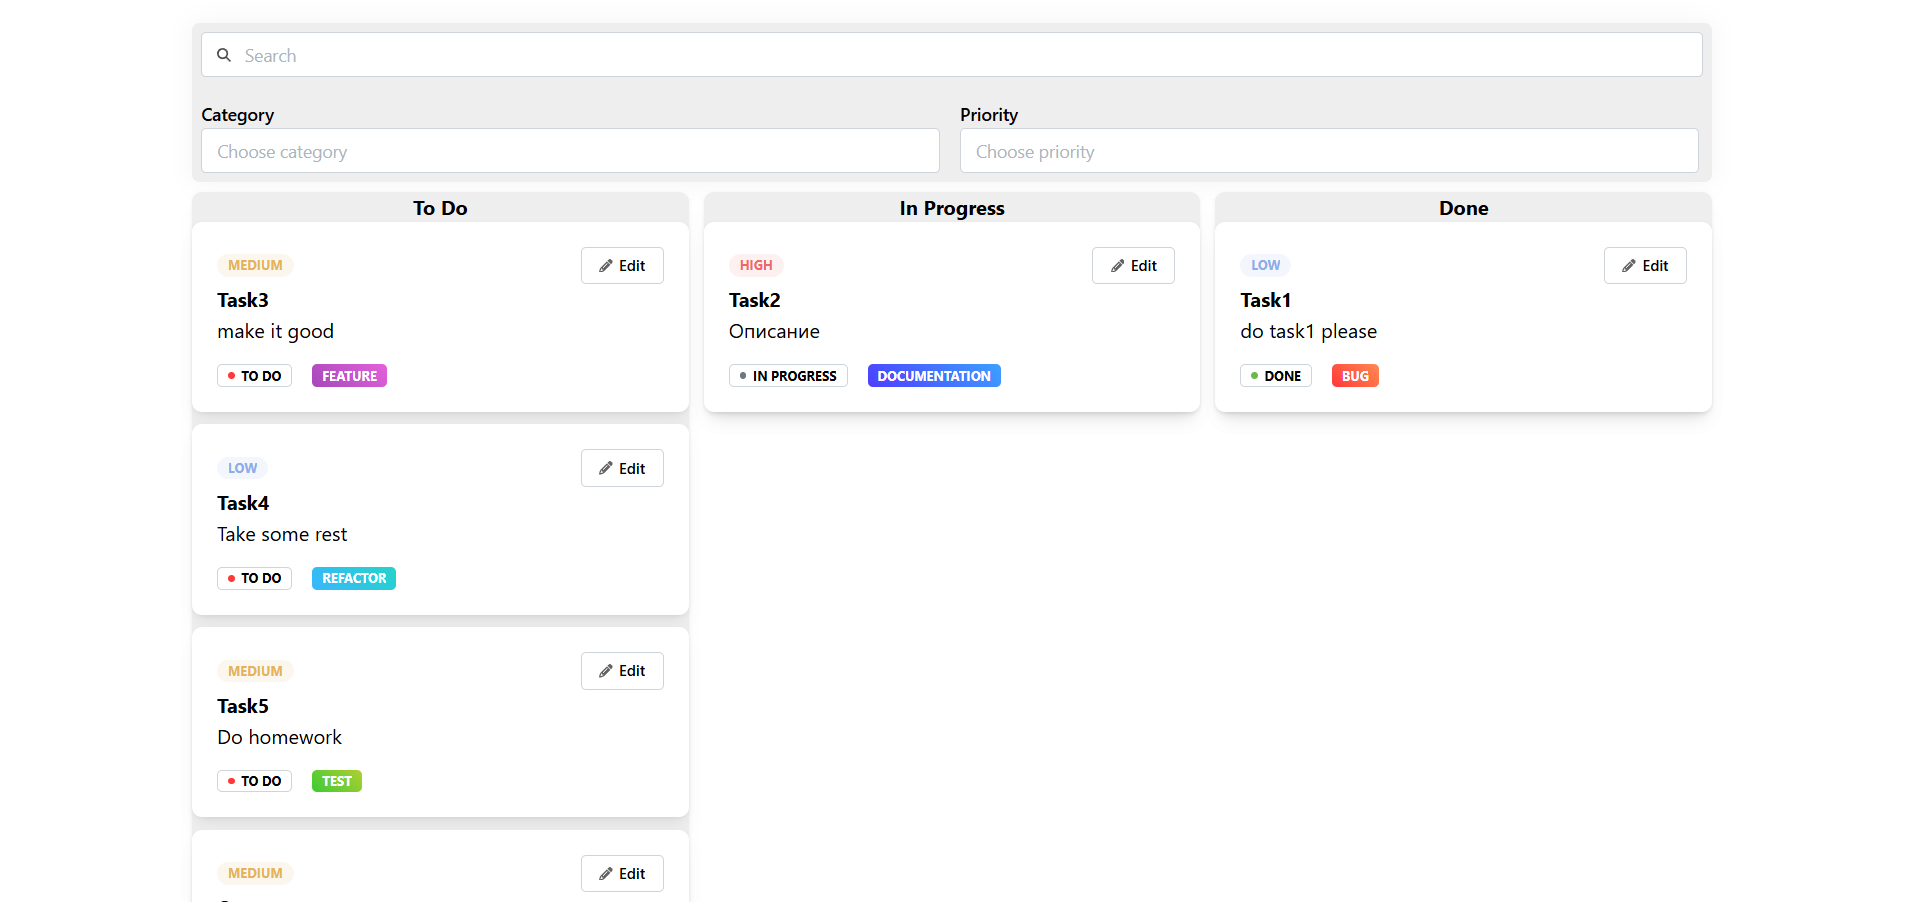 Search
Category
Choose category
Priority
Choose priority
To Do
MEDIUM
Edit
Task3
make it good
TO DO
FEATURE
LOW
Edit
Task4
Take some rest
TO DO
REFACTOR
MEDIUM
Edit
Task5
Do homework
TO DO
TEST
MEDIUM
Edit
In Progress
HIGH
Edit
Task2
Описание
IN PROGRESS
DOCUMENTATION
Done
LOW
Edit
Task1
do task1 please
DONE
BUG